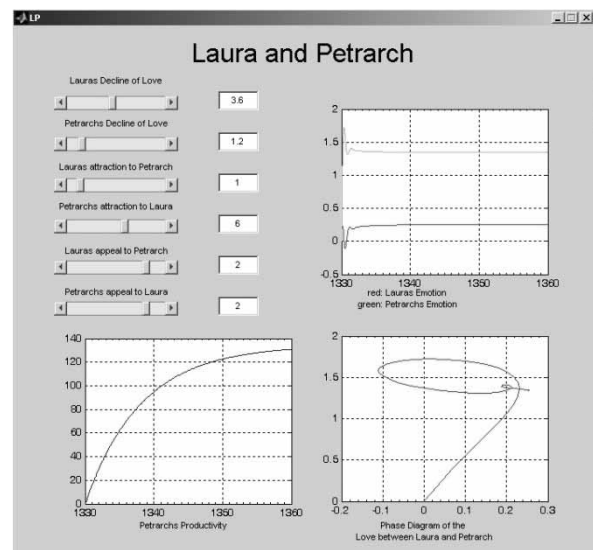 LP
Laura and Petrarch
Lauras Decline of Love
3.6
Petrarchs Decline of Love
1.2
Lauras attraction to Petrarch
1
Petrarchs attraction to Laura
6
Lauras appeal to Petrarch
2
Petrarchs appeal to Laura
2
2
1.5
1
0.5
0
-0.5
1330 1340 1350 1360
red: Lauras Emotion
green: Petrarchs Emotion
140
120
100
80
60
40
20
0
1330 1340 1350 1360
Petrarchs Productivity
2
1.5
1
0.5
0
-0.2 -0.1 0 0.1 0.2 0.3
Phase Diagram of the
Love between Laura and Petrarch